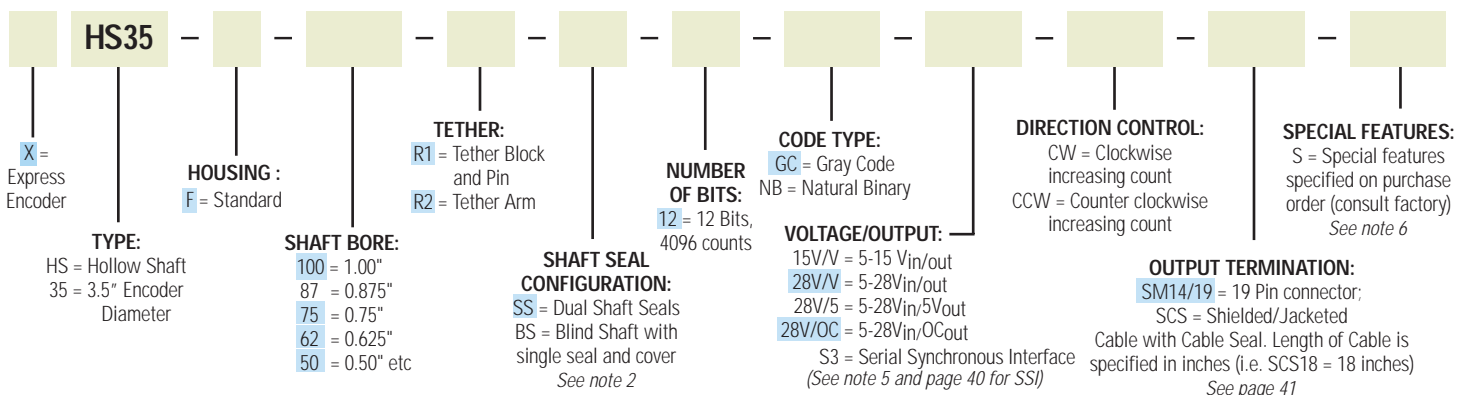 HS35 – – – – – – – – –
X =
Express
Encoder
TYPE:
HS = Hollow Shaft
35 = 3.5" Encoder
Diameter
HOUSING :
F = Standard
SHAFT BORE:
100 = 1.00"
87 = 0.875"
75 = 0.75"
62 = 0.625"
50 = 0.50" etc
TETHER:
R1 = Tether Block
and Pin
R2 = Tether Arm
SHAFT SEAL
CONFIGURATION:
SS = Dual Shaft Seals
BS = Blind Shaft with
single seal and cover
See note 2
NUMBER
OF BITS:
12 = 12 Bits,
4096 counts
CODE TYPE:
GC = Gray Code
NB = Natural Binary
VOLTAGE/OUTPUT:
15V/V = 5-15 Vin/out
28V/V = 5-28Vin/out
28V/5 = 5-28Vin/5Vout
28V/OC = 5-28Vin/OCout
S3 = Serial Synchronous Interface
(See note 5 and page 40 for SSI)
DIRECTION CONTROL:
CW = Clockwise
increasing count
CCW = Counter clockwise
increasing count
OUTPUT TERMINATION:
SM14/19 = 19 Pin connector;
SCS = Shielded/Jacketed
Cable with Cable Seal. Length of Cable is
specified in inches (i.e. SCS18 = 18 inches)
See page 41
SPECIAL FEATURES:
S = Special features
specified on purchase
order (consult factory)
See note 6